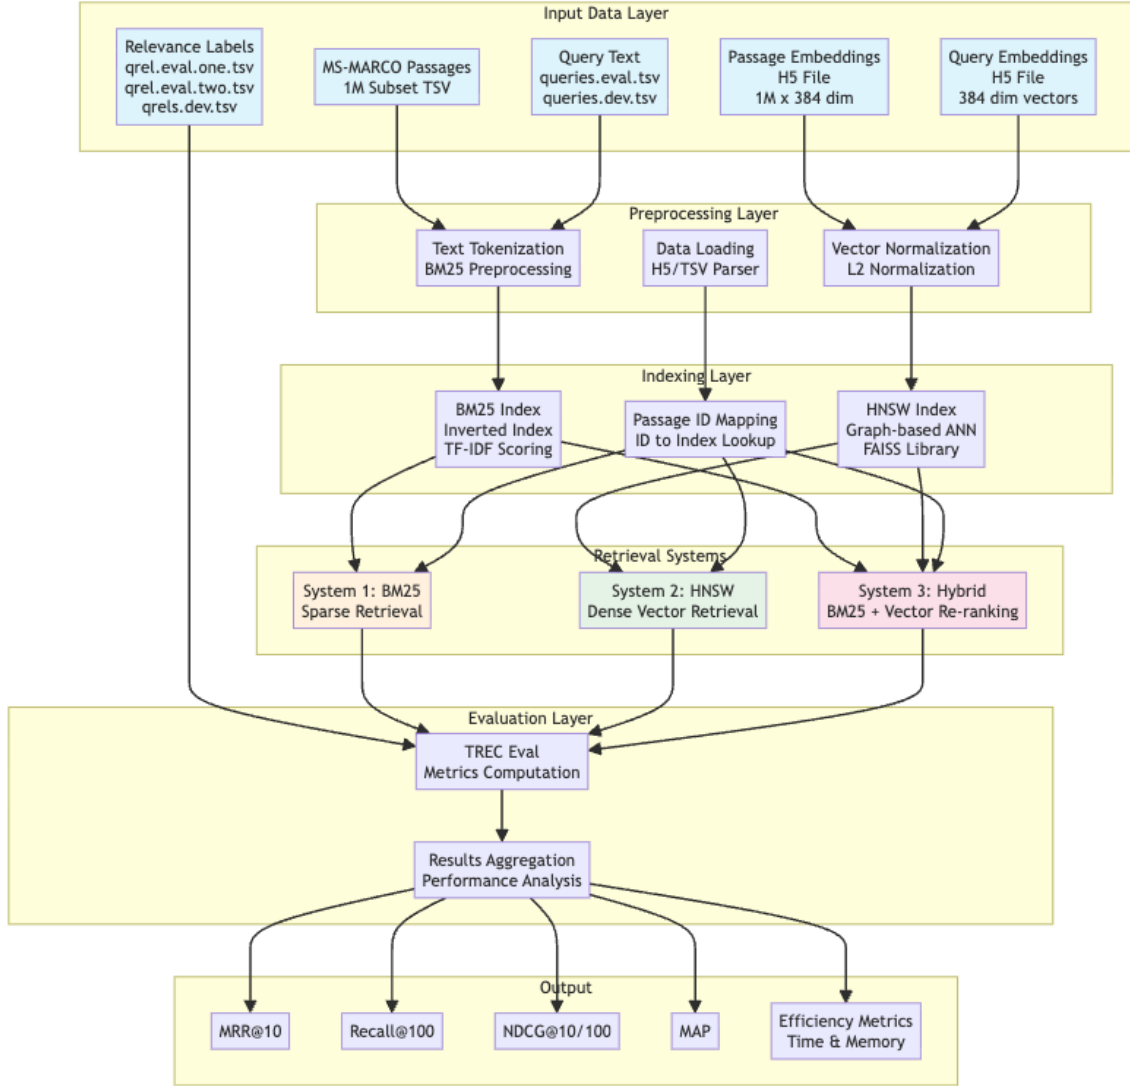 Input Data Layer
Relevance Labels
qrel.eval.one.tsv
qrel.eval.two.tsv
qrels.dev.tsv
MS-MARCO Passages
1M Subset TSV
Query Text
queries.eval.tsv
queries.dev.tsv
Passage Embeddings
H5 File
1M x 384 dim
Query Embeddings
H5 File
384 dim vectors
Preprocessing Layer
Text Tokenization
BM25 Preprocessing
Data Loading
H5/TSV Parser
Vector Normalization
L2 Normalization
Indexing Layer
BM25 Index
Inverted Index
TF-IDF Scoring
Passage ID Mapping
ID to Index Lookup
HNSW Index
Graph-based ANN
FAISS Library
Retrieval Systems
System 1: BM25
Sparse Retrieval
System 2: HNSW
Dense Vector Retrieval
System 3: Hybrid
BM25 + Vector Re-ranking
Evaluation Layer
TREC Eval
Metrics Computation
Results Aggregation
Performance Analysis
Output
MRR@10
Recall@100
NDCG@10/100
MAP
Efficiency Metrics
Time & Memory